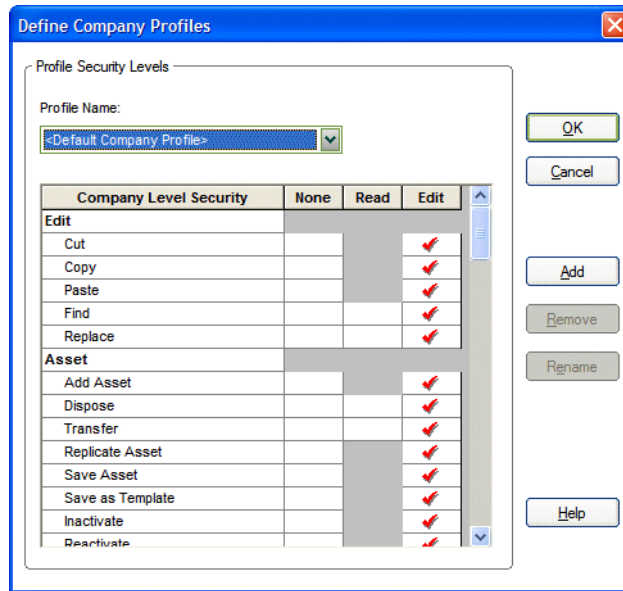 Define Company Profiles
Profile Security Levels
Profile Name:
<Default Company Profile>
Company Level Security None Read Edit
Edit
Cut
Copy
Paste
Find
Replace
Asset
Add Asset
Dispose
Transfer
Replicate Asset
Save Asset
Save as Template
Inactivate
Reactivate
OK
Cancel
Add
Remove
Rename
Help